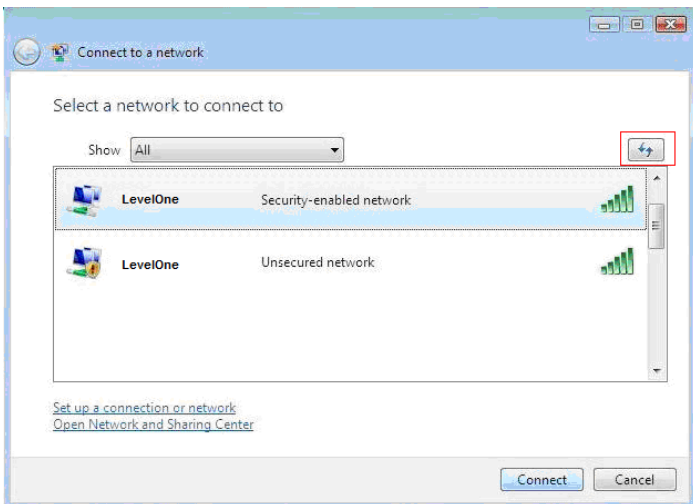 Connect to a network
Select a network to connect to
Show All
LevelOne Security-enabled network
LevelOne Unsecured network
Set up a connection or network
Open Network and Sharing Center
Connect Cancel